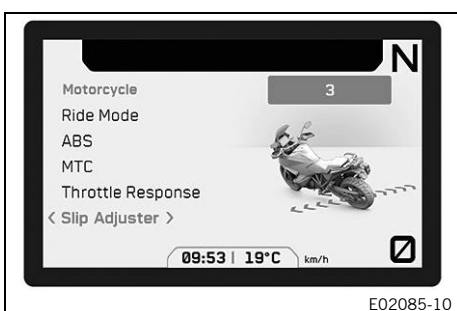 N
Motorcycle
3
Ride Mode
ABS
MTC
Throttle Response
< Slip Adjuster >
09:53 | 19°C km/h
0
E02085-10